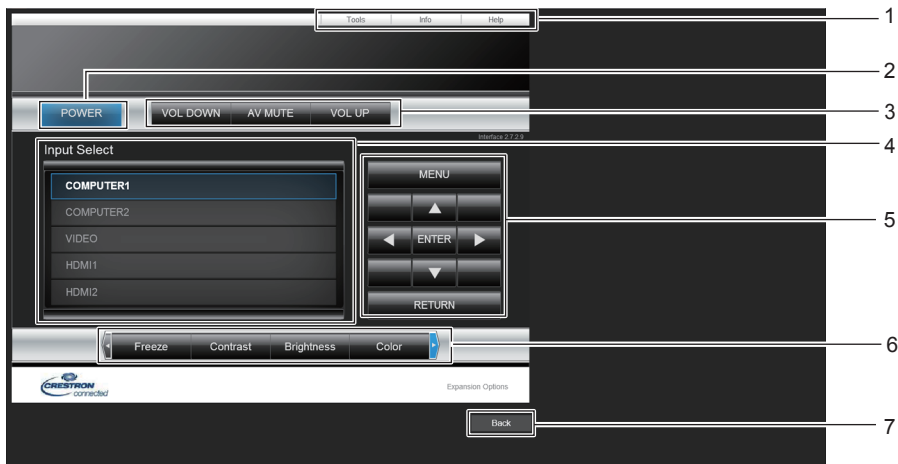 Tools Info Help 1
2
POWER VOL DOWN AV MUTE VOL UP 3
Interface 2.7.2.9
4
Input Select
COMPUTER1
COMPUTER2
VIDEO
HDMI1
HDMI2
MENU
ENTER
RETURN
5
Freeze Contrast Brightness Color 6
CRESTRON
connected
Expansion Options
Back 7